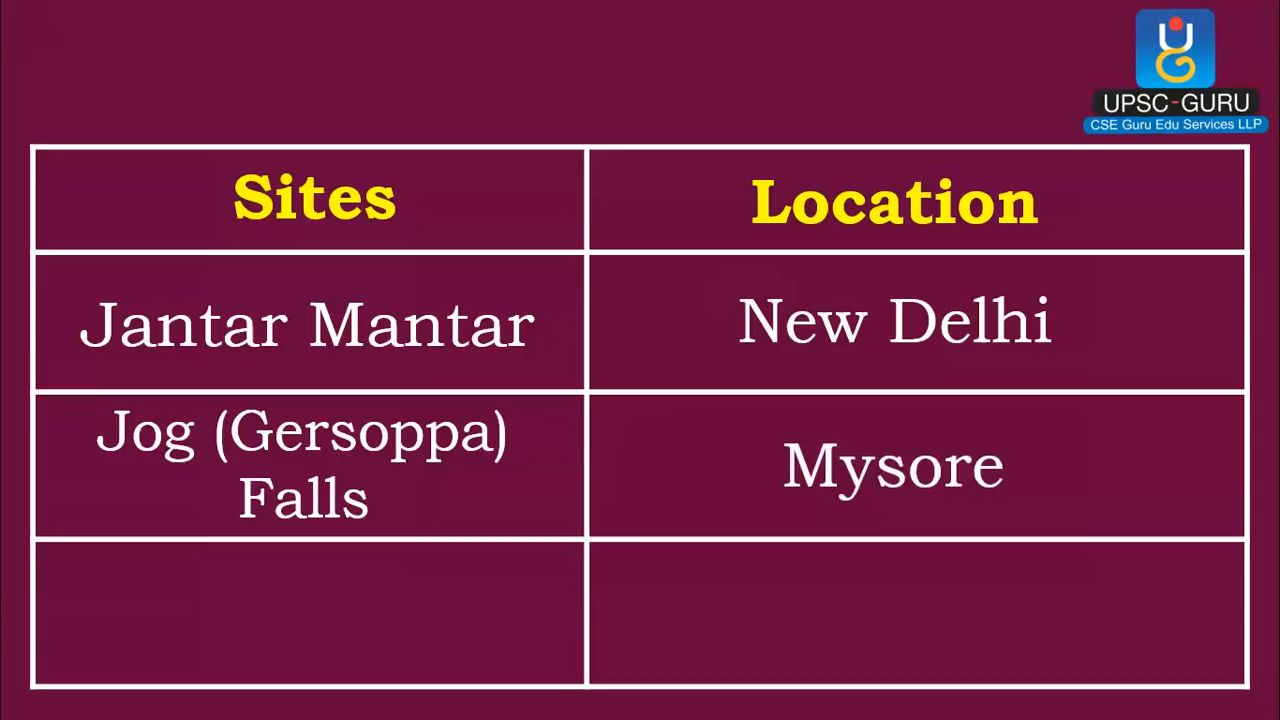 UPSC-GURU
CSE Guru Edu Services LLP
Sites
Location
Jantar Mantar
New Delhi
Jog (Gersoppa)
Falls
Mysore